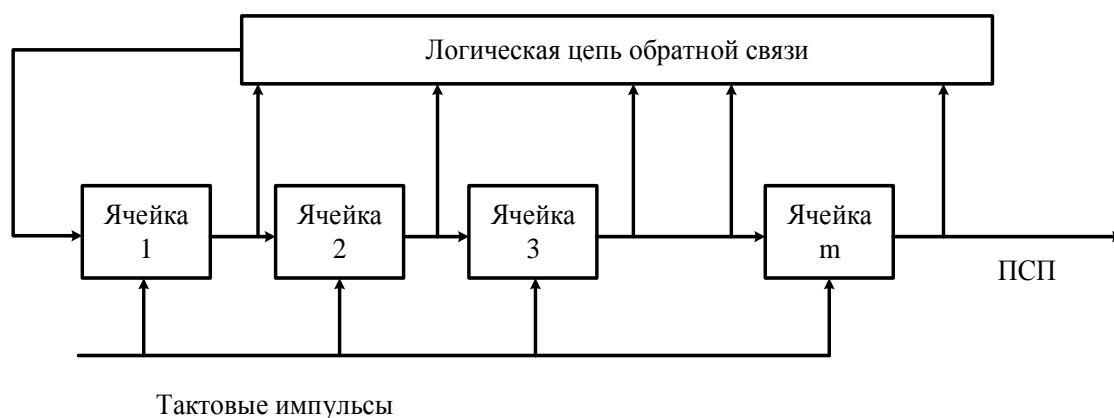 Логическая цепь обратной связи
Ячейка
1
Ячейка
2
Ячейка
3
Ячейка
m
ПСП
Тактовые импульсы